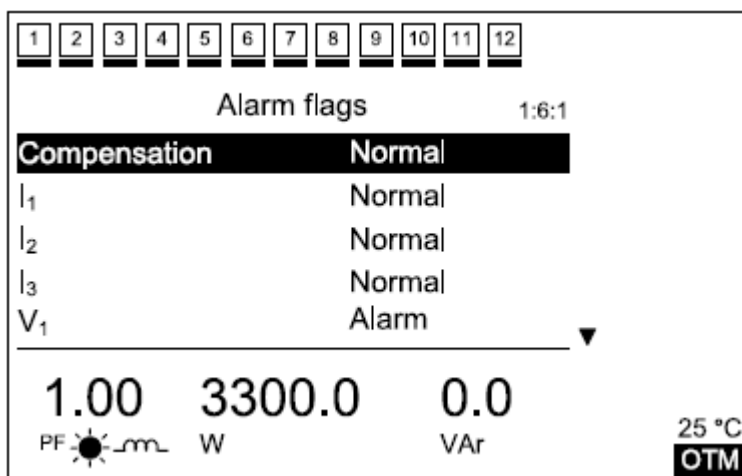 1 2 3 4 5 6 7 8 9 10 11 12
Alarm flags 1:6:1
Compensation Normal
I₁ Normal
I₂ Normal
I₃ Normal
V₁ Alarm ▼
1.00 3300.0 0.0
PF W VAr
25 °C
OTM